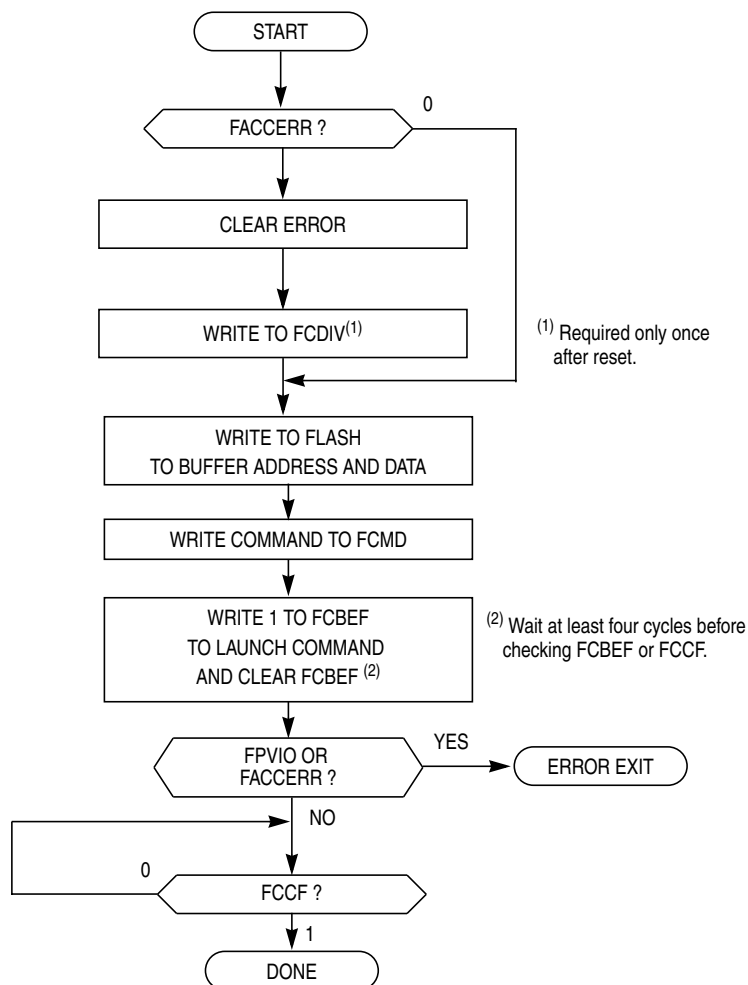 START
0
FACCERR ?
CLEAR ERROR
WRITE TO FCDIV(1)
(1) Required only once
after reset.
WRITE TO FLASH
TO BUFFER ADDRESS AND DATA
WRITE COMMAND TO FCMD
WRITE 1 TO FCBEF
TO LAUNCH COMMAND
AND CLEAR FCBEF (2)
(2) Wait at least four cycles before
checking FCBEF or FCCF.
FPVIO OR
FACCERR ?
YES
ERROR EXIT
NO
0
FCCF ?
1
DONE